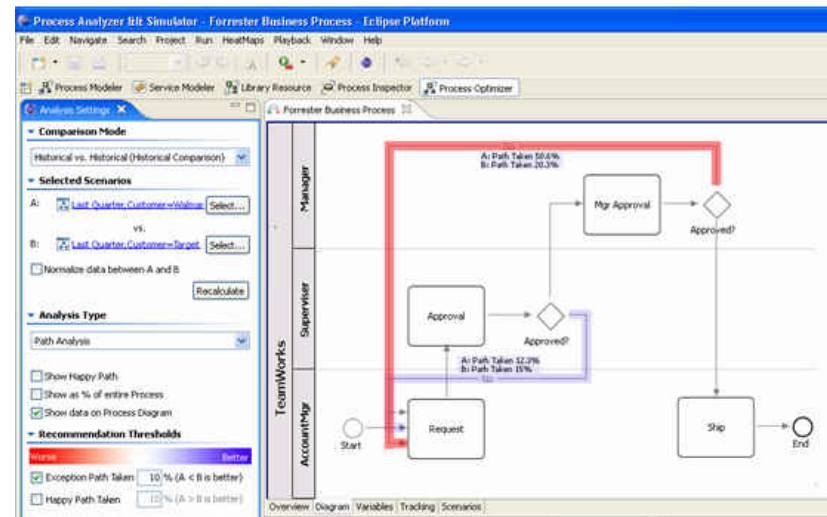 Process Analyzer && Simulator - Forrester Business Process - Eclipse Platform
File Edit Navigate Search Project Run HeatMaps Playback Window Help
Process Modeler Service Modeler Library Resource Process Inspector Process Optimizer
Analysis Settings
Forrester Business Process
Comparison Mode
Historical vs. Historical (Historical Comparison)
Selected Scenarios
A: Last Quarter,Customer=Walmar Select...
vs.
B: Last Quarter,Customer=Target Select...
Normalize data between A and B
Recalculate
Analysis Type
Path Analysis
Show Happy Path
Show as % of entire Process
Show data on Process Diagram
Recommendation Thresholds
Worse Better
Exception Path Taken 10 % (A < B is better)
Happy Path Taken 10 % (A > B is better)
TeamWorks
Manager
No
A: Path Taken 50.6%
B: Path Taken 20.3%
Mgr Approval
Approved?
Superviser
Approval
Approved?
A: Path Taken 12.3%
B: Path Taken 15%
No
AccountMgr
Start
Request
Ship
End
Overview Diagram Variables Tracking Scenarios